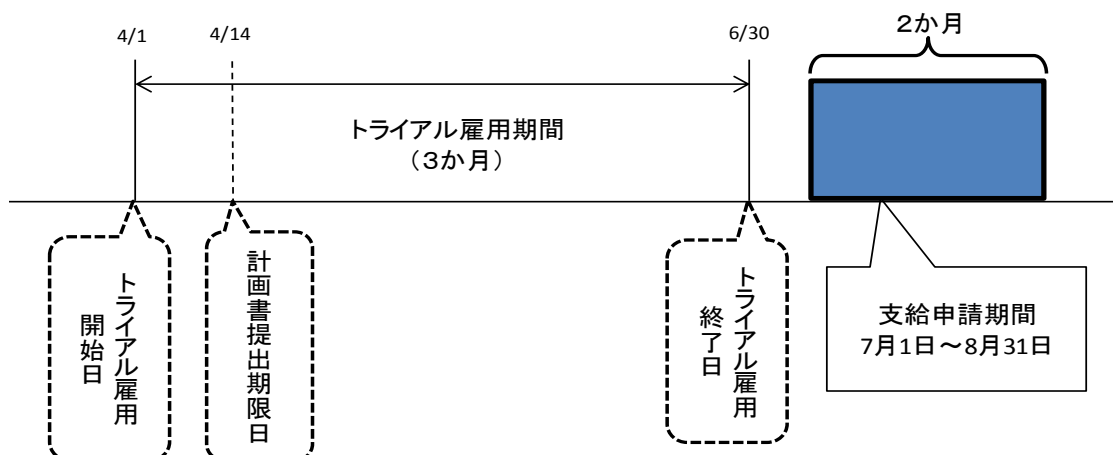 4/1
4/14
6/30
2か月
トライアル雇用期間
（3か月）
トライアル雇用
開始日
計画書提出期限日
トライアル雇用
終了日
支給申請期間
7月1日～8月31日